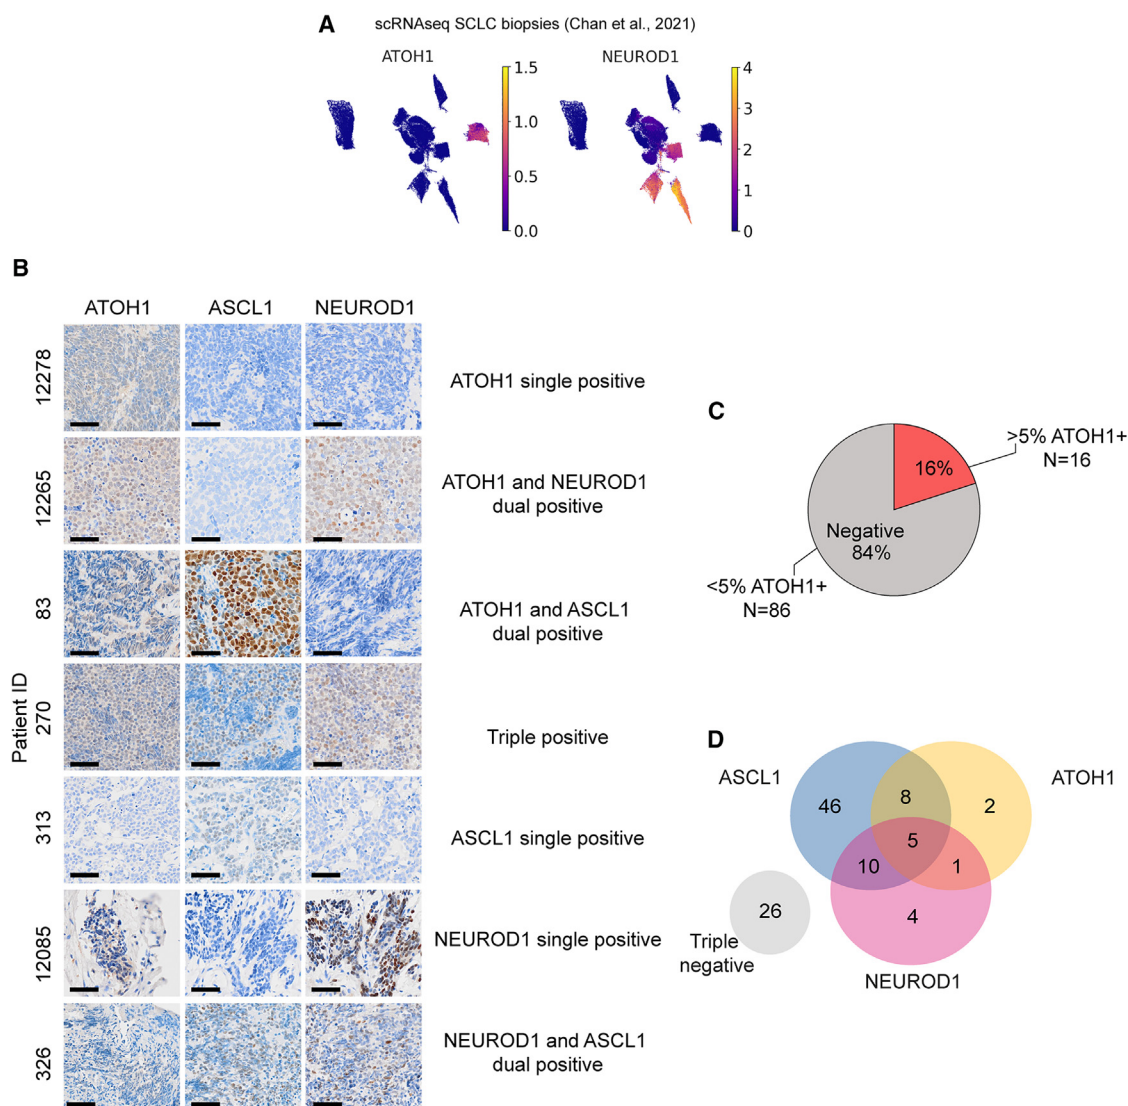 A
scRNAseq SCLC biopsies (Chan et al., 2021)
ATOH1
NEUROD1
1.5
1.0
0.5
0.0
4
3
2
1
0
B
ATOH1 ASCL1 NEUROD1
Patient ID
12278
ATOH1 single positive
12265
ATOH1 and NEUROD1
dual positive
83
ATOH1 and ASCL1
dual positive
270
Triple positive
313
ASCL1 single positive
12085
NEUROD1 single positive
326
NEUROD1 and ASCL1
dual positive
C
>5% ATOH1+
N=16
16%
Negative
84%
<5% ATOH1+
N=86
D
ASCL1
ATOH1
46
8
2
5
10
1
4
26
Triple
negative
NEUROD1